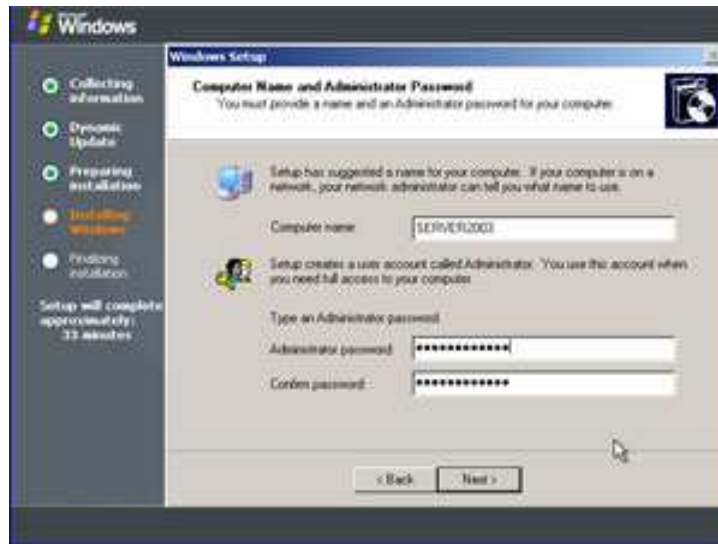 Windows
Windows Setup
Collecting
information
Dynamic
Update
Preparing
installation
Installing
Windows
Finalizing
installation
Setup will complete
approximately:
33 minutes
Computer Name and Administrator Password
You must provide a name and an Administrator password for your computer.
Setup has suggested a name for your computer. If your computer is on a
network, your network administrator can tell you what name to use.
Computer name:
SERVER2003
Setup creates a user account called Administrator. You use this account when
you need full access to your computer.
Type an Administrator password.
Administrator password:
Confirm password:
< Back
Next >